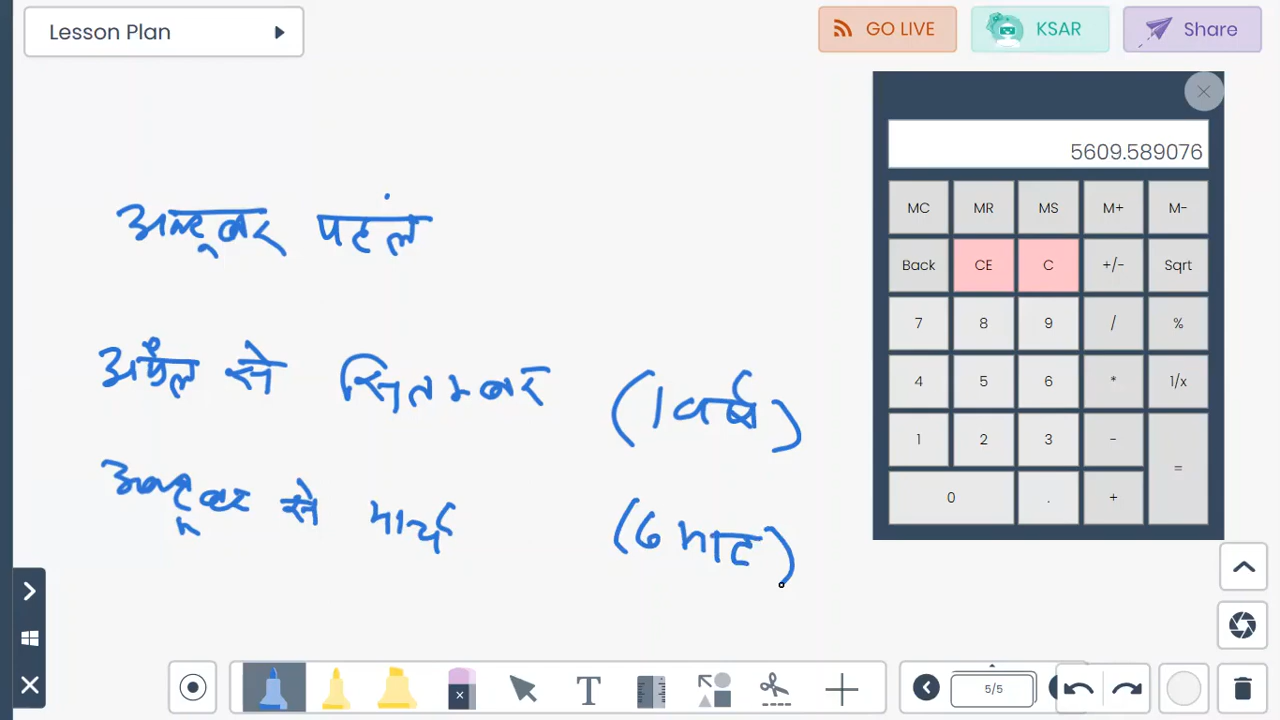 Lesson Plan
GO LIVE
KSAR
Share
5609.589076
MC MR MS M+ M-
Back CE C +/- Sqrt
7 8 9 / %
4 5 6 * 1/x
1 2 3 - =
0 . +
अक्टूबर पहले
अप्रैल से सितम्बर (1 वर्ष)
अक्टूबर से मार्च (6 माह)
T
5/5